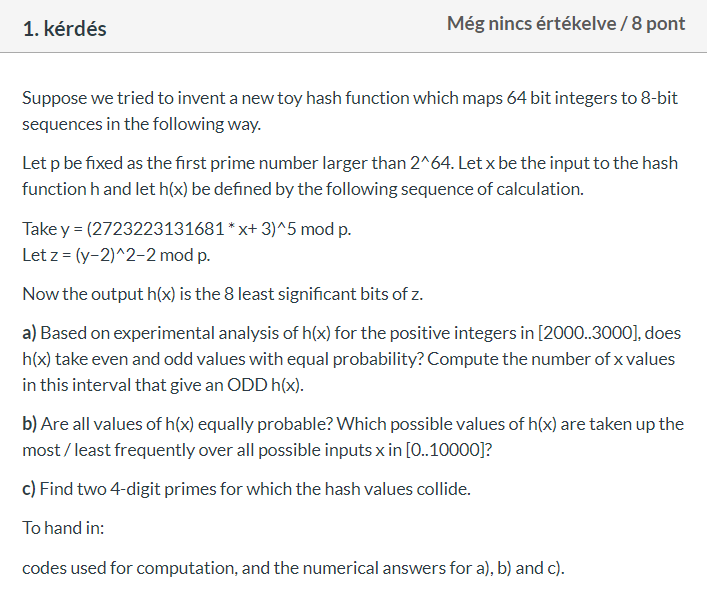 1. kérdés
Még nincs értékelve / 8 pont
Suppose we tried to invent a new toy hash function which maps 64 bit integers to 8-bit
sequences in the following way.
Let p be fixed as the first prime number larger than 2^64. Let x be the input to the hash
function h and let h(x) be defined by the following sequence of calculation.
Take y = (2723223131681 * x+ 3)^5 mod p.
Let z = (y−2)^2−2 mod p.
Now the output h(x) is the 8 least significant bits of z.
a) Based on experimental analysis of h(x) for the positive integers in [2000..3000], does
h(x) take even and odd values with equal probability? Compute the number of x values
in this interval that give an ODD h(x).
b) Are all values of h(x) equally probable? Which possible values of h(x) are taken up the
most / least frequently over all possible inputs x in [0..10000]?
c) Find two 4-digit primes for which the hash values collide.
To hand in:
codes used for computation, and the numerical answers for a), b) and c).